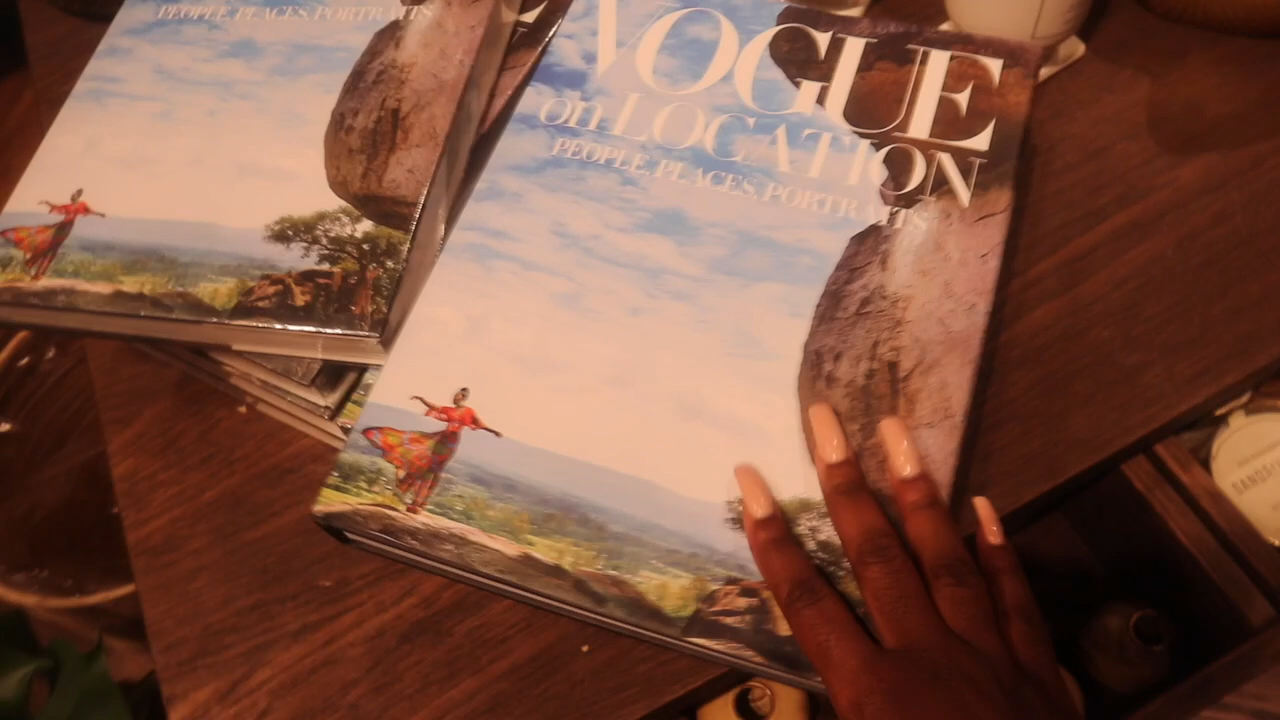 PEOPLE, PLACES, PORTRAITS
VOGUE
on LOCATION
PEOPLE, PLACES, PORTRAITS